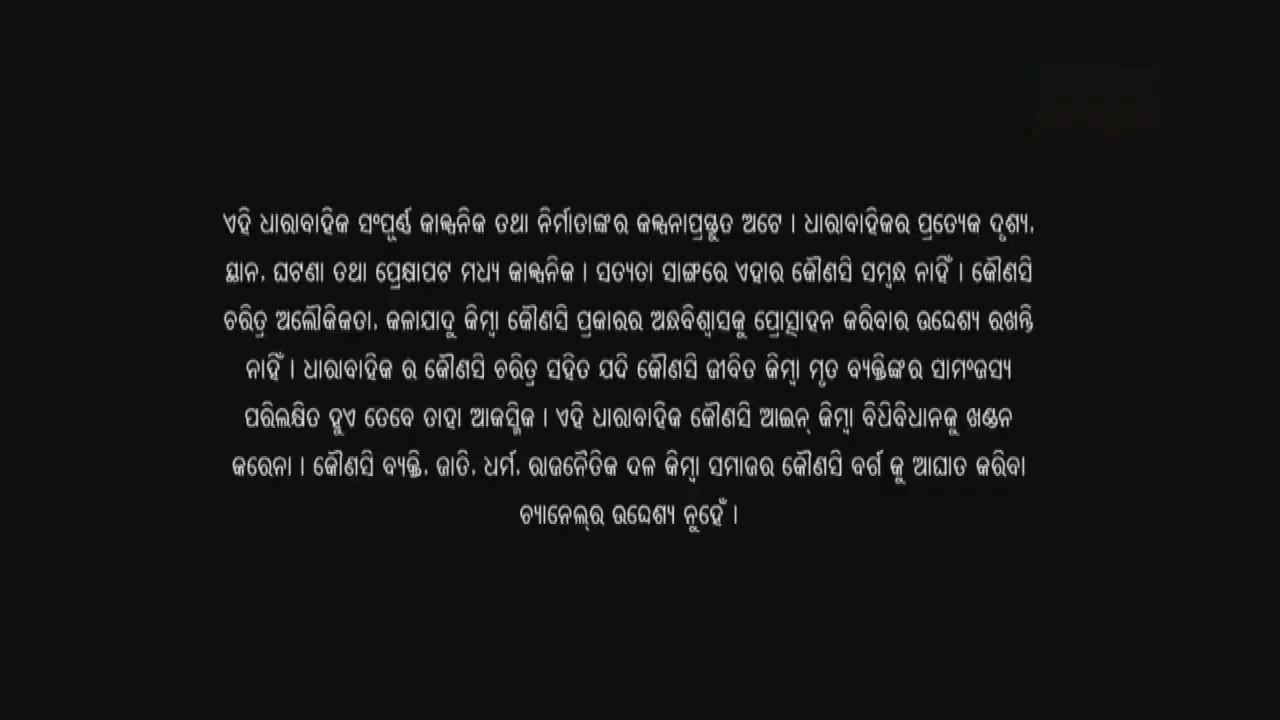 ଏହି ଧାରାବାହିକ ସଂପୂର୍ଣ୍ଣ କାଳ୍ପନିକ ତଥା ନିର୍ମାତାଙ୍କର କଳ୍ପନାପ୍ରସ୍ତୁତ ଅଟେ । ଧାରାବାହିକର ପ୍ରତ୍ୟେକ ଦୃଶ୍ୟ,
ସ୍ଥାନ, ଘଟଣା ତଥା ପ୍ରେକ୍ଷାପଟ ମଧ୍ୟ କାଳ୍ପନିକ । ସତ୍ୟତା ସାଙ୍ଗରେ ଏହାର କୌଣସି ସମ୍ବନ୍ଧ ନାହିଁ । କୌଣସି
ଚରିତ୍ର ଅଲୌକିକତା, କଳାଯାଦୁ କିମ୍ବା କୌଣସି ପ୍ରକାରର ଅନ୍ଧବିଶ୍ୱାସକୁ ପ୍ରୋତ୍ସାହନ କରିବାର ଉଦ୍ଦେଶ୍ୟ ରଖନ୍ତି
ନାହିଁ । ଧାରାବାହିକ ର କୌଣସି ଚରିତ୍ର ସହିତ ଯଦି କୌଣସି ଜୀବିତ କିମ୍ବା ମୃତ ବ୍ୟକ୍ତିଙ୍କର ସାମଂଜସ୍ୟ
ପରିଲକ୍ଷିତ ହୁଏ ତେବେ ତାହା ଆକସ୍ମିକ । ଏହି ଧାରାବାହିକ କୌଣସି ଆଇନ୍ କିମ୍ବା ବିଧିବିଧାନକୁ ଖଣ୍ଡନ
କରେନା । କୌଣସି ବ୍ୟକ୍ତି, ଜାତି, ଧର୍ମ, ରାଜନୈତିକ ଦଳ କିମ୍ବା ସମାଜର କୌଣସି ବର୍ଗ କୁ ଆଘାତ କରିବା
ଚ୍ୟାନେଲ୍‌ର ଉଦ୍ଦେଶ୍ୟ ନୁହେଁ ।